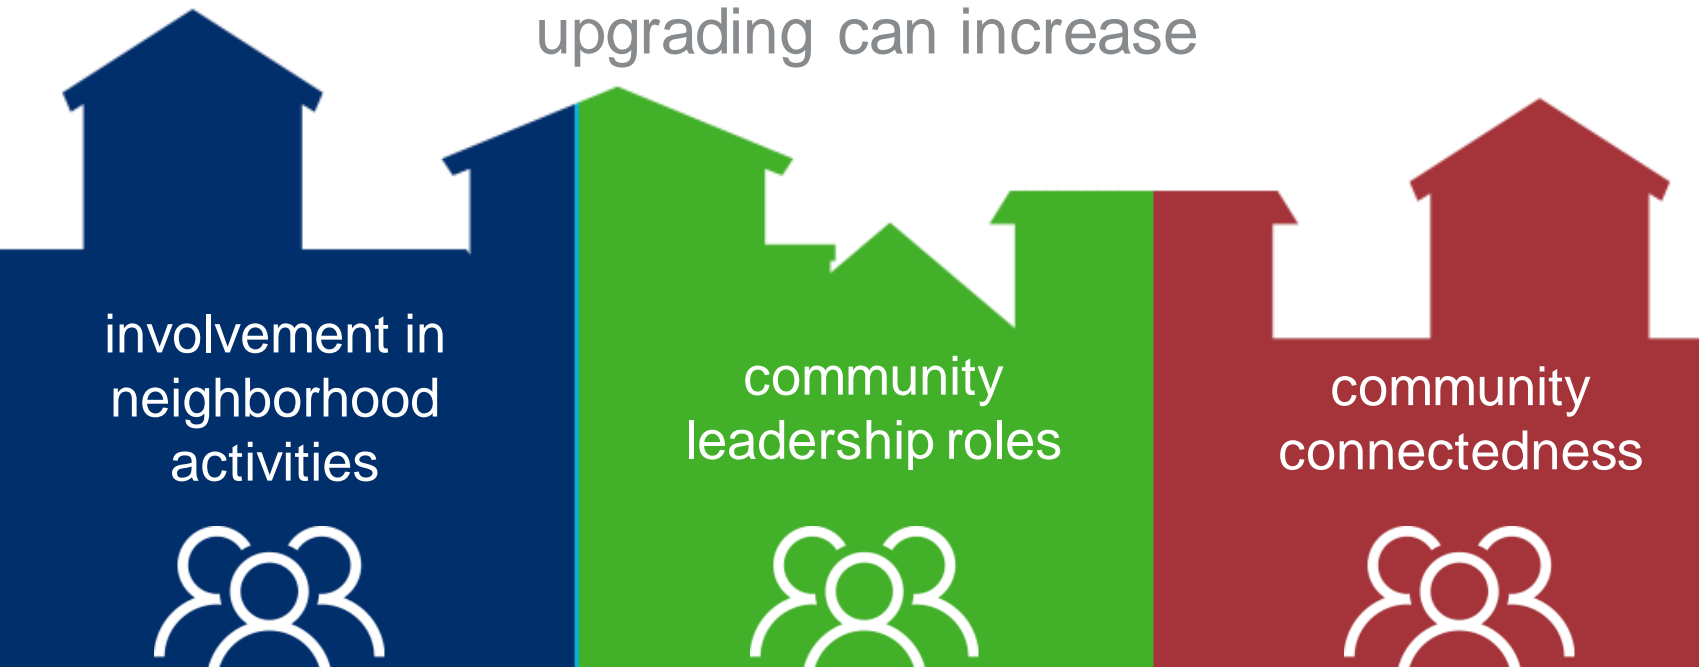 upgrading can increase
involvement in
neighborhood
activities
community
leadership roles
community
connectedness